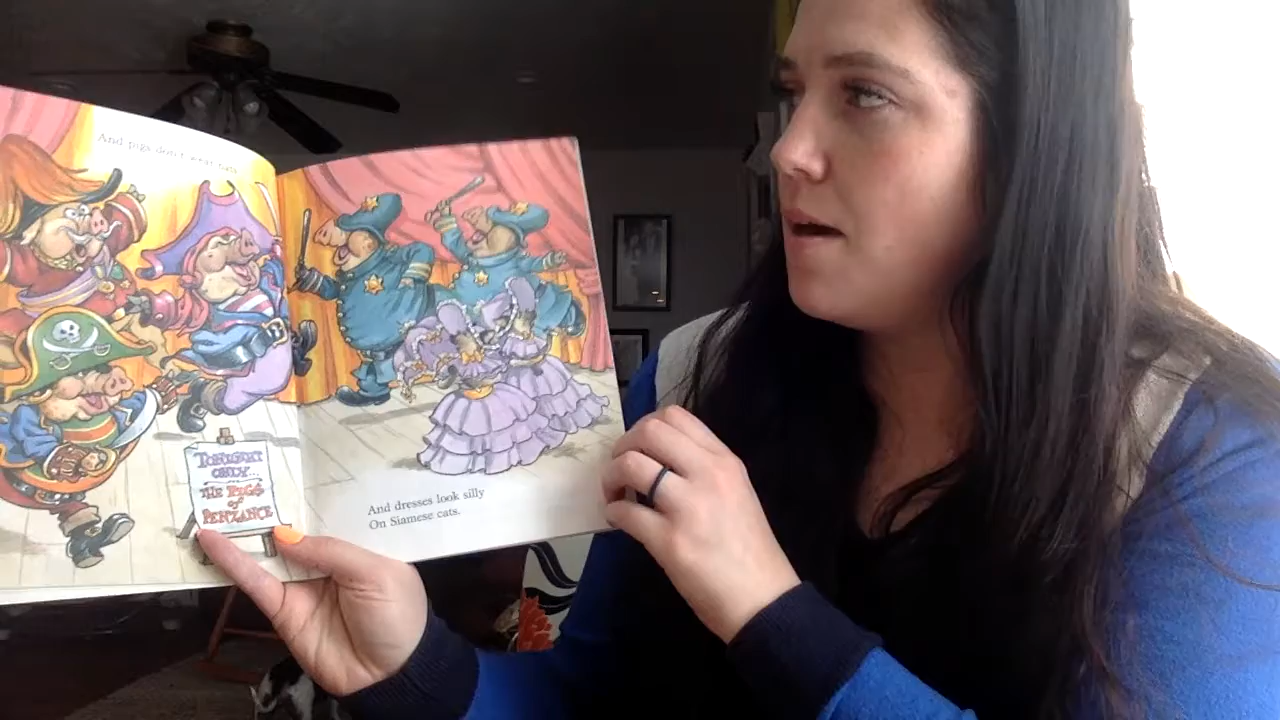 And pigs don't wear hats
TONIGHT
ONLY...
THE PIGS
of
PENZANCE
And dresses look silly
On Siamese cats.